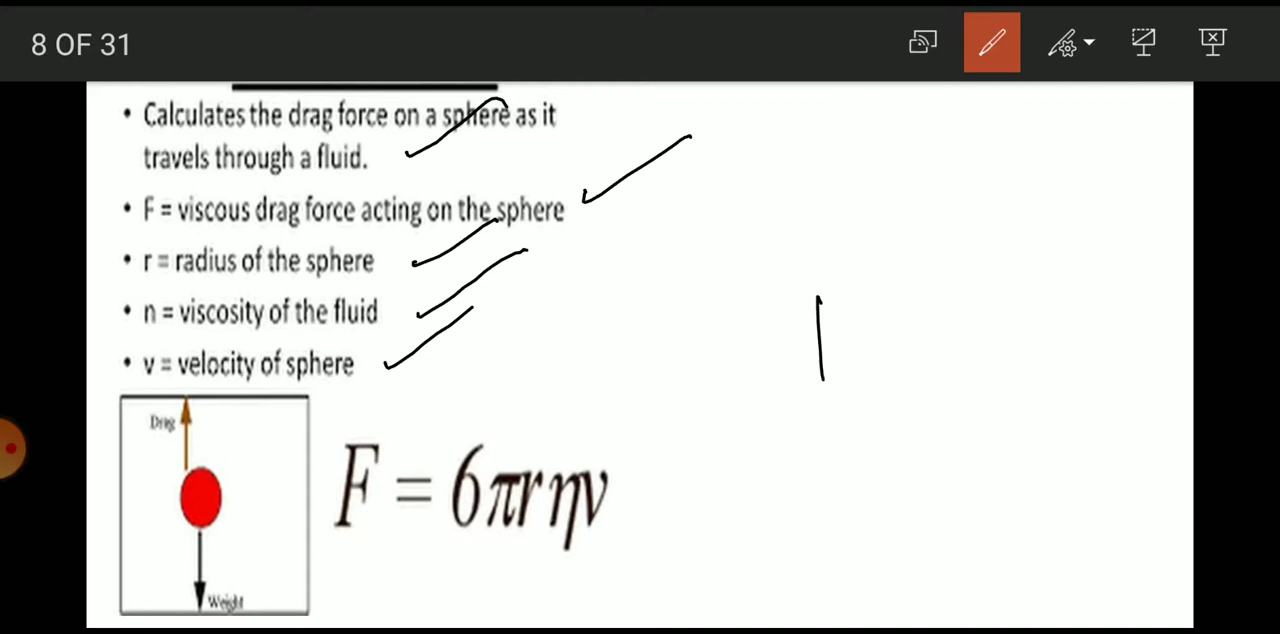 8 OF 31
• Calculates the drag force on a sphere as it
travels through a fluid.
• F = viscous drag force acting on the sphere
• r = radius of the sphere
• n = viscosity of the fluid
• v = velocity of sphere
Drag
F = 6πrηv
Weight